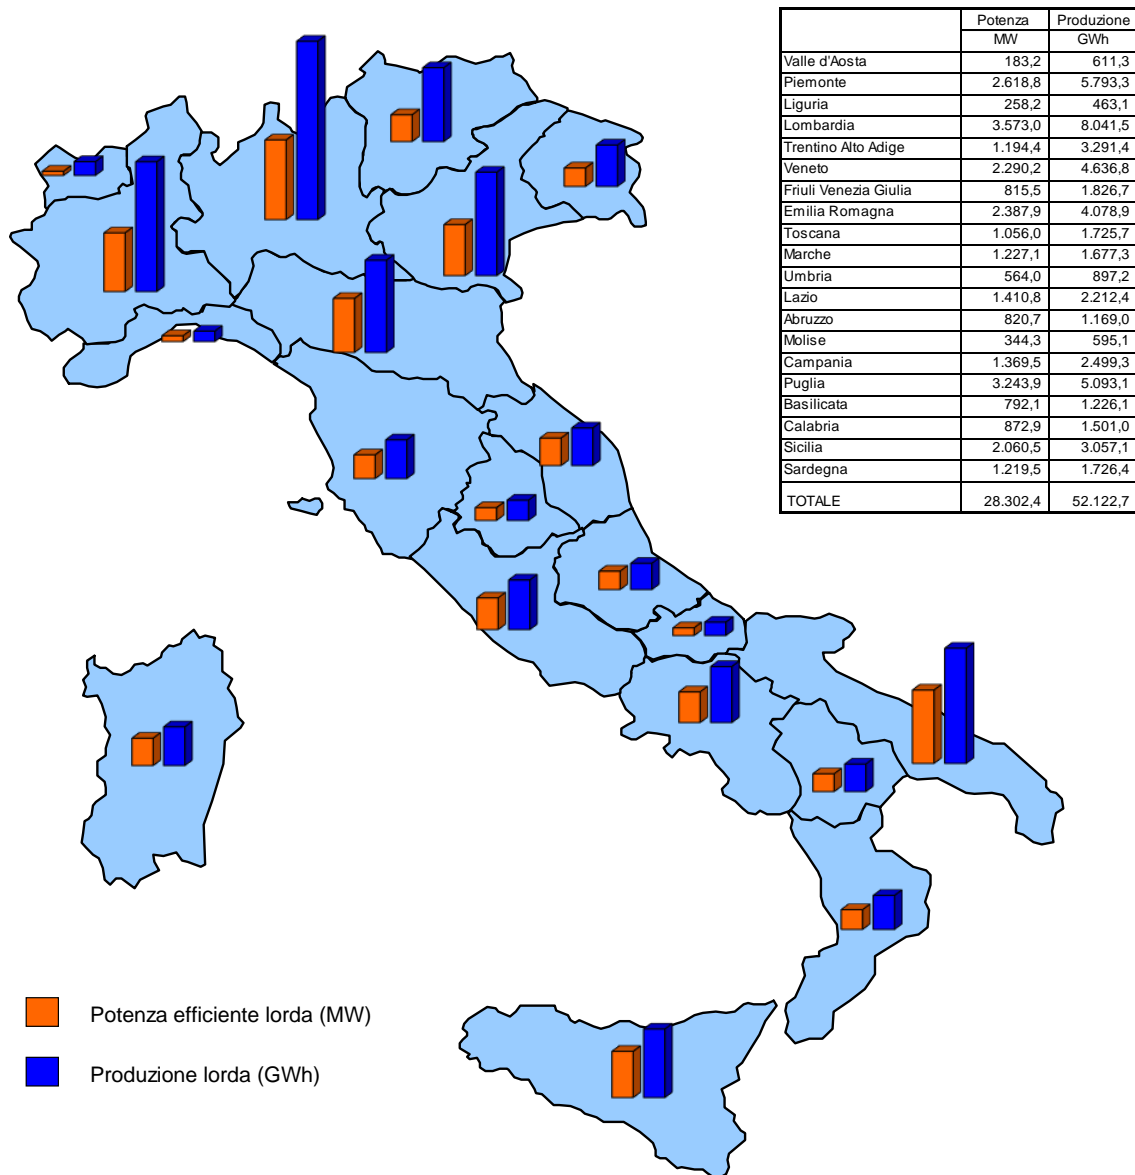 Potenza Produzione
MW GWh
Valle d'Aosta 183,2 611,3
Piemonte 2.618,8 5.793,3
Liguria 258,2 463,1
Lombardia 3.573,0 8.041,5
Trentino Alto Adige 1.194,4 3.291,4
Veneto 2.290,2 4.636,8
Friuli Venezia Giulia 815,5 1.826,7
Emilia Romagna 2.387,9 4.078,9
Toscana 1.056,0 1.725,7
Marche 1.227,1 1.677,3
Umbria 564,0 897,2
Lazio 1.410,8 2.212,4
Abruzzo 820,7 1.169,0
Molise 344,3 595,1
Campania 1.369,5 2.499,3
Puglia 3.243,9 5.093,1
Basilicata 792,1 1.226,1
Calabria 872,9 1.501,0
Sicilia 2.060,5 3.057,1
Sardegna 1.219,5 1.726,4
TOTALE 28.302,4 52.122,7
Potenza efficiente lorda (MW)
Produzione lorda (GWh)